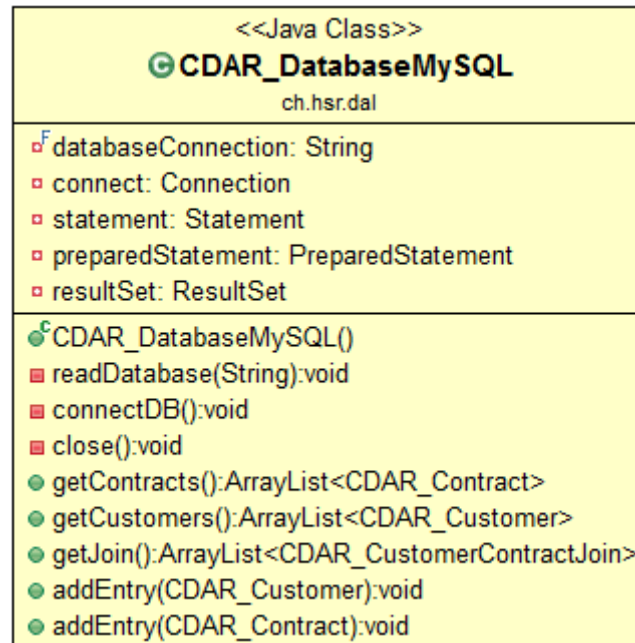 <<Java Class>>
C CDAR_DatabaseMySQL
ch.hsr.dal
F databaseConnection: String
connect: Connection
statement: Statement
preparedStatement: PreparedStatement
resultSet: ResultSet
C CDAR_DatabaseMySQL()
readDatabase(String):void
connectDB():void
close():void
getContracts():ArrayList<CDAR_Contract>
getCustomers():ArrayList<CDAR_Customer>
getJoin():ArrayList<CDAR_CustomerContractJoin>
addEntry(CDAR_Customer):void
addEntry(CDAR_Contract):void